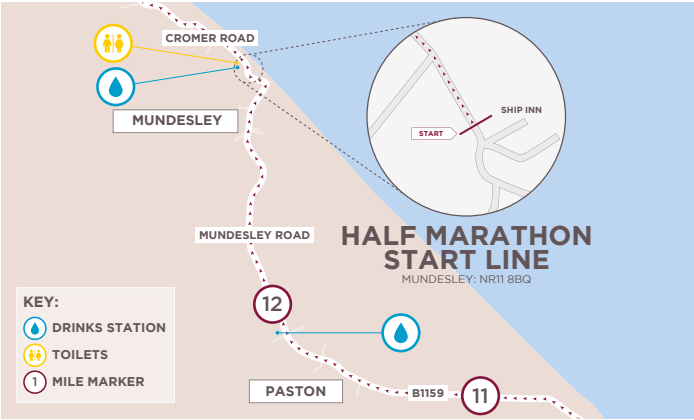 CROMER ROAD
MUNDESLEY
SHIP INN
START
MUNDESLEY ROAD
HALF MARATHON
START LINE
MUNDESLEY: NR11 8BQ
12
KEY:
DRINKS STATION
TOILETS
1 MILE MARKER
PASTON
B1159
11